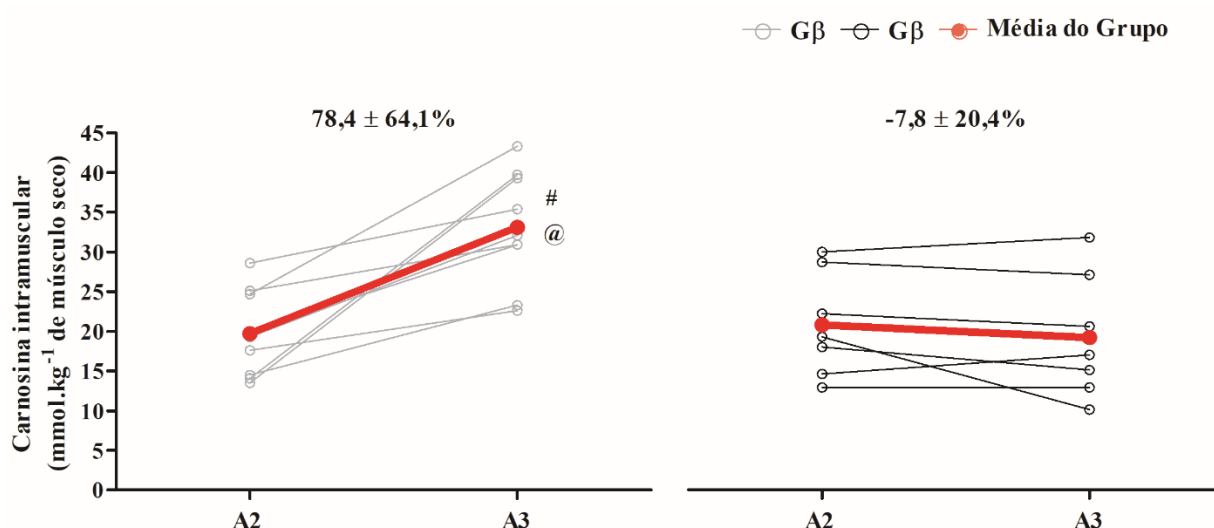 Gβ Gβ Média do Grupo
78,4 ± 64,1%
-7,8 ± 20,4%
Carnosina intramuscular
(mmol.kg⁻¹ de músculo seco)
45
40
35
30
25
20
15
10
5
0
#
@
A2 A3
A2 A3